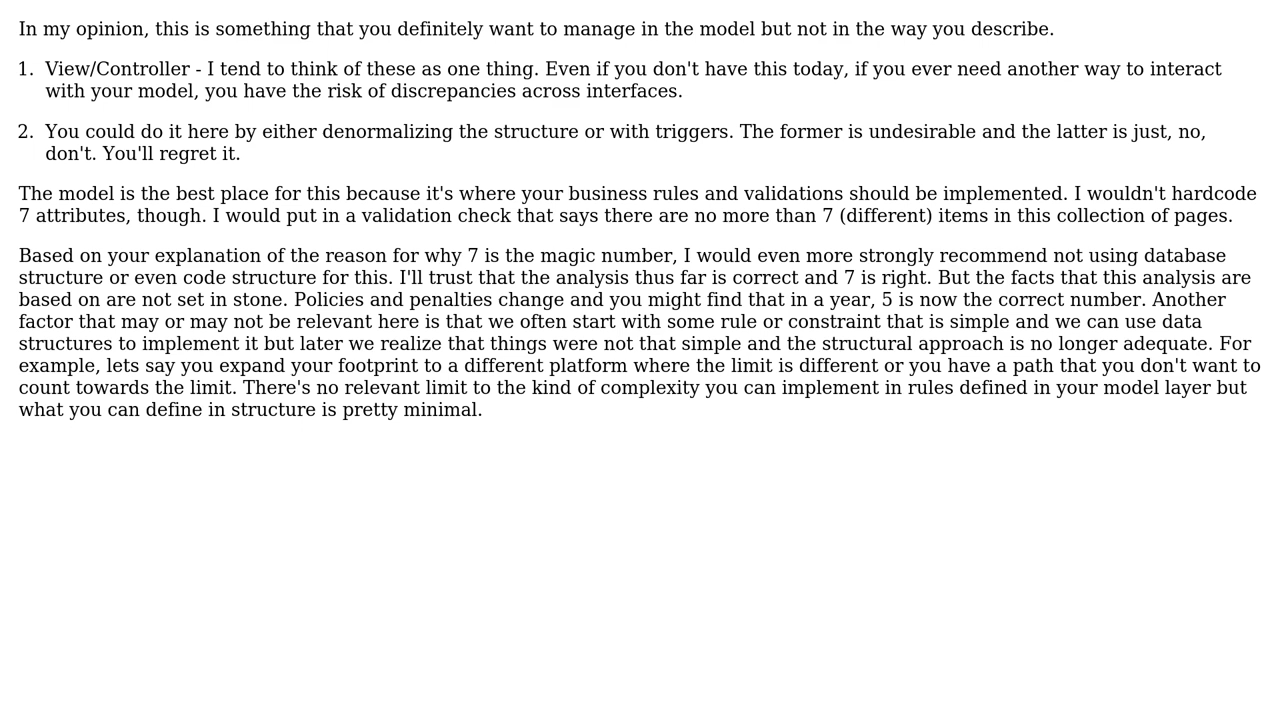 In my opinion, this is something that you definitely want to manage in the model but not in the way you describe.
1. View/Controller - I tend to think of these as one thing. Even if you don't have this today, if you ever need another way to interact
with your model, you have the risk of discrepancies across interfaces.
2. You could do it here by either denormalizing the structure or with triggers. The former is undesirable and the latter is just, no,
don't. You'll regret it.
The model is the best place for this because it's where your business rules and validations should be implemented. I wouldn't hardcode
7 attributes, though. I would put in a validation check that says there are no more than 7 (different) items in this collection of pages.
Based on your explanation of the reason for why 7 is the magic number, I would even more strongly recommend not using database
structure or even code structure for this. I'll trust that the analysis thus far is correct and 7 is right. But the facts that this analysis are
based on are not set in stone. Policies and penalties change and you might find that in a year, 5 is now the correct number. Another
factor that may or may not be relevant here is that we often start with some rule or constraint that is simple and we can use data
structures to implement it but later we realize that things were not that simple and the structural approach is no longer adequate. For
example, lets say you expand your footprint to a different platform where the limit is different or you have a path that you don't want to
count towards the limit. There's no relevant limit to the kind of complexity you can implement in rules defined in your model layer but
what you can define in structure is pretty minimal.